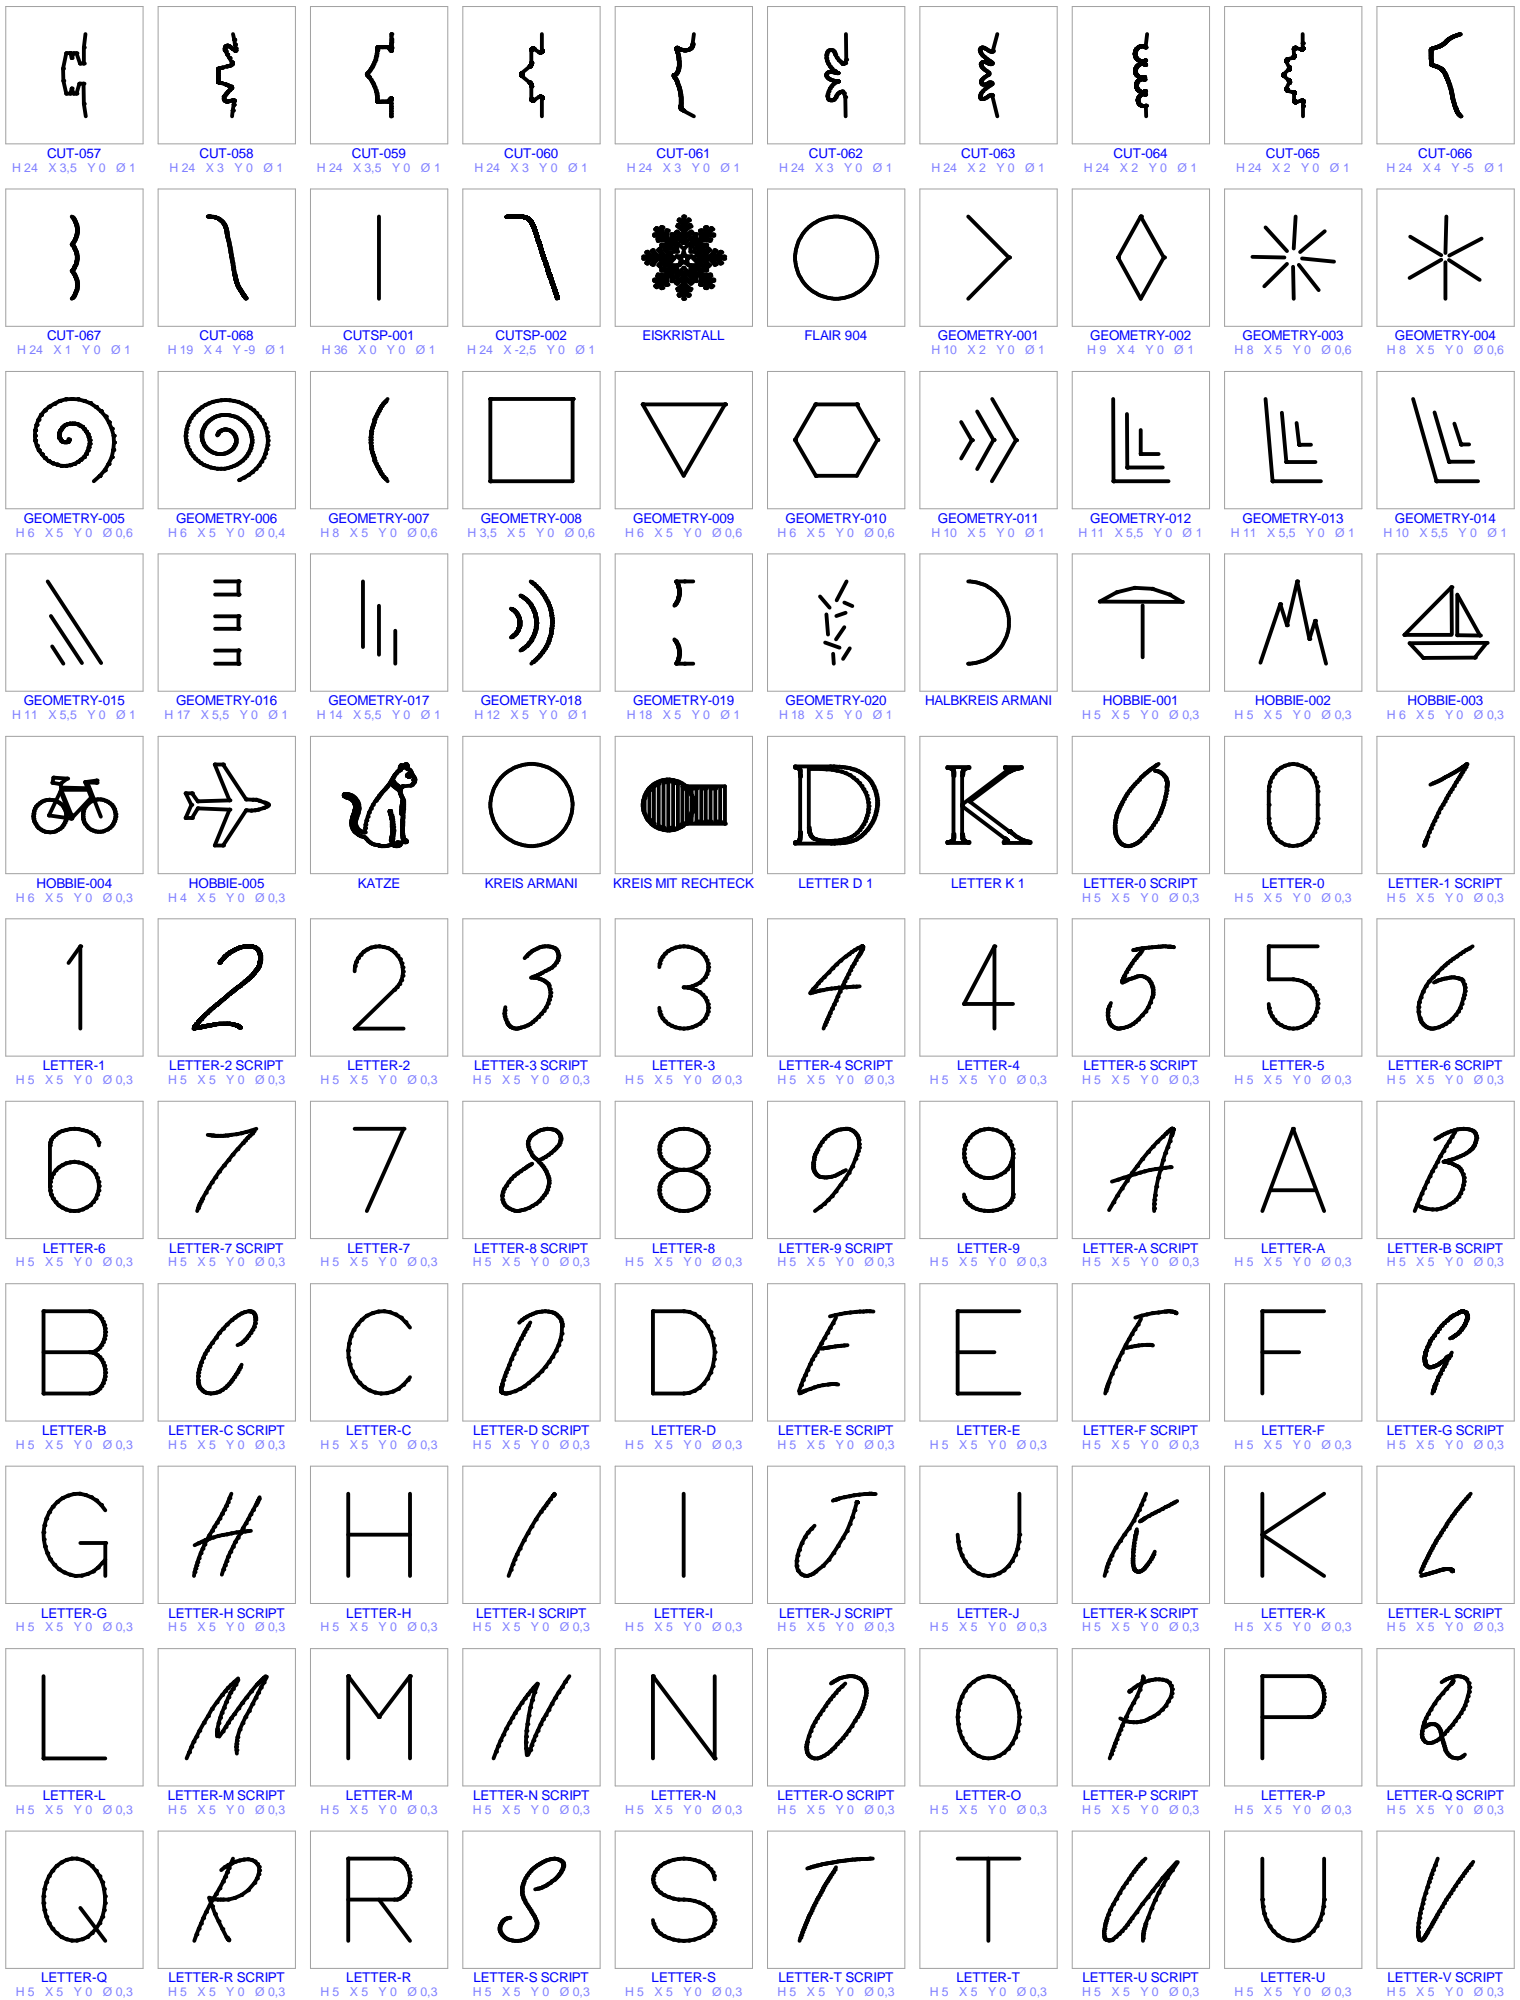 CUT-057 CUT-058 CUT-059 CUT-060 CUT-061 CUT-062 CUT-063 CUT-064 CUT-065 CUT-066
H 24 X 3,5 Y 0 Ø 1 H 24 X 3 Y 0 Ø 1 H 24 X 3,5 Y 0 Ø 1 H 24 X 3 Y 0 Ø 1 H 24 X 3 Y 0 Ø 1 H 24 X 3 Y 0 Ø 1 H 24 X 2 Y 0 Ø 1 H 24 X 2 Y 0 Ø 1 H 24 X 2 Y 0 Ø 1 H 24 X 4 Y -5 Ø 1
CUT-067 CUT-068 CUTSP-001 CUTSP-002 EISKRISTALL FLAIR 904 GEOMETRY-001 GEOMETRY-002 GEOMETRY-003 GEOMETRY-004
H 24 X 1 Y 0 Ø 1 H 19 X 4 Y -9 Ø 1 H 36 X 0 Y 0 Ø 1 H 24 X -2,5 Y 0 Ø 1 H 10 X 2 Y 0 Ø 1 H 9 X 4 Y 0 Ø 1 H 8 X 5 Y 0 Ø 0,6 H 8 X 5 Y 0 Ø 0,6
GEOMETRY-005 GEOMETRY-006 GEOMETRY-007 GEOMETRY-008 GEOMETRY-009 GEOMETRY-010 GEOMETRY-011 GEOMETRY-012 GEOMETRY-013 GEOMETRY-014
H 6 X 5 Y 0 Ø 0,6 H 6 X 5 Y 0 Ø 0,4 H 8 X 5 Y 0 Ø 0,6 H 3,5 X 5 Y 0 Ø 0,6 H 6 X 5 Y 0 Ø 0,6 H 6 X 5 Y 0 Ø 0,6 H 10 X 5 Y 0 Ø 1 H 11 X 5,5 Y 0 Ø 1 H 11 X 5,5 Y 0 Ø 1 H 10 X 5,5 Y 0 Ø 1
GEOMETRY-015 GEOMETRY-016 GEOMETRY-017 GEOMETRY-018 GEOMETRY-019 GEOMETRY-020 HALBKREIS ARMANI HOBBIE-001 HOBBIE-002 HOBBIE-003
H 11 X 5,5 Y 0 Ø 1 H 17 X 5,5 Y 0 Ø 1 H 14 X 5,5 Y 0 Ø 1 H 12 X 5 Y 0 Ø 1 H 18 X 5 Y 0 Ø 1 H 18 X 5 Y 0 Ø 1 H 5 X 5 Y 0 Ø 0,3 H 5 X 5 Y 0 Ø 0,3 H 6 X 5 Y 0 Ø 0,3
HOBBIE-004 HOBBIE-005 KATZE KREIS ARMANI KREIS MIT RECHTECK LETTER D 1 LETTER K 1 LETTER-0 SCRIPT LETTER-0 LETTER-1 SCRIPT
H 6 X 5 Y 0 Ø 0,3 H 4 X 5 Y 0 Ø 0,3 H 5 X 5 Y 0 Ø 0,3 H 5 X 5 Y 0 Ø 0,3 H 5 X 5 Y 0 Ø 0,3
LETTER-1 LETTER-2 SCRIPT LETTER-2 LETTER-3 SCRIPT LETTER-3 LETTER-4 SCRIPT LETTER-4 LETTER-5 SCRIPT LETTER-5 LETTER-6 SCRIPT
H 5 X 5 Y 0 Ø 0,3 H 5 X 5 Y 0 Ø 0,3 H 5 X 5 Y 0 Ø 0,3 H 5 X 5 Y 0 Ø 0,3 H 5 X 5 Y 0 Ø 0,3 H 5 X 5 Y 0 Ø 0,3 H 5 X 5 Y 0 Ø 0,3 H 5 X 5 Y 0 Ø 0,3 H 5 X 5 Y 0 Ø 0,3 H 5 X 5 Y 0 Ø 0,3
LETTER-6 LETTER-7 SCRIPT LETTER-7 LETTER-8 SCRIPT LETTER-8 LETTER-9 SCRIPT LETTER-9 LETTER-A SCRIPT LETTER-A LETTER-B SCRIPT
H 5 X 5 Y 0 Ø 0,3 H 5 X 5 Y 0 Ø 0,3 H 5 X 5 Y 0 Ø 0,3 H 5 X 5 Y 0 Ø 0,3 H 5 X 5 Y 0 Ø 0,3 H 5 X 5 Y 0 Ø 0,3 H 5 X 5 Y 0 Ø 0,3 H 5 X 5 Y 0 Ø 0,3 H 5 X 5 Y 0 Ø 0,3 H 5 X 5 Y 0 Ø 0,3
LETTER-B LETTER-C SCRIPT LETTER-C LETTER-D SCRIPT LETTER-D LETTER-E SCRIPT LETTER-E LETTER-F SCRIPT LETTER-F LETTER-G SCRIPT
H 5 X 5 Y 0 Ø 0,3 H 5 X 5 Y 0 Ø 0,3 H 5 X 5 Y 0 Ø 0,3 H 5 X 5 Y 0 Ø 0,3 H 5 X 5 Y 0 Ø 0,3 H 5 X 5 Y 0 Ø 0,3 H 5 X 5 Y 0 Ø 0,3 H 5 X 5 Y 0 Ø 0,3 H 5 X 5 Y 0 Ø 0,3 H 5 X 5 Y 0 Ø 0,3
LETTER-G LETTER-H SCRIPT LETTER-H LETTER-I SCRIPT LETTER-I LETTER-J SCRIPT LETTER-J LETTER-K SCRIPT LETTER-K LETTER-L SCRIPT
H 5 X 5 Y 0 Ø 0,3 H 5 X 5 Y 0 Ø 0,3 H 5 X 5 Y 0 Ø 0,3 H 5 X 5 Y 0 Ø 0,3 H 5 X 5 Y 0 Ø 0,3 H 5 X 5 Y 0 Ø 0,3 H 5 X 5 Y 0 Ø 0,3 H 5 X 5 Y 0 Ø 0,3 H 5 X 5 Y 0 Ø 0,3 H 5 X 5 Y 0 Ø 0,3
LETTER-L LETTER-M SCRIPT LETTER-M LETTER-N SCRIPT LETTER-N LETTER-O SCRIPT LETTER-O LETTER-P SCRIPT LETTER-P LETTER-Q SCRIPT
H 5 X 5 Y 0 Ø 0,3 H 5 X 5 Y 0 Ø 0,3 H 5 X 5 Y 0 Ø 0,3 H 5 X 5 Y 0 Ø 0,3 H 5 X 5 Y 0 Ø 0,3 H 5 X 5 Y 0 Ø 0,3 H 5 X 5 Y 0 Ø 0,3 H 5 X 5 Y 0 Ø 0,3 H 5 X 5 Y 0 Ø 0,3 H 5 X 5 Y 0 Ø 0,3
LETTER-Q LETTER-R SCRIPT LETTER-R LETTER-S SCRIPT LETTER-S LETTER-T SCRIPT LETTER-T LETTER-U SCRIPT LETTER-U LETTER-V SCRIPT
H 5 X 5 Y 0 Ø 0,3 H 5 X 5 Y 0 Ø 0,3 H 5 X 5 Y 0 Ø 0,3 H 5 X 5 Y 0 Ø 0,3 H 5 X 5 Y 0 Ø 0,3 H 5 X 5 Y 0 Ø 0,3 H 5 X 5 Y 0 Ø 0,3 H 5 X 5 Y 0 Ø 0,3 H 5 X 5 Y 0 Ø 0,3 H 5 X 5 Y 0 Ø 0,3